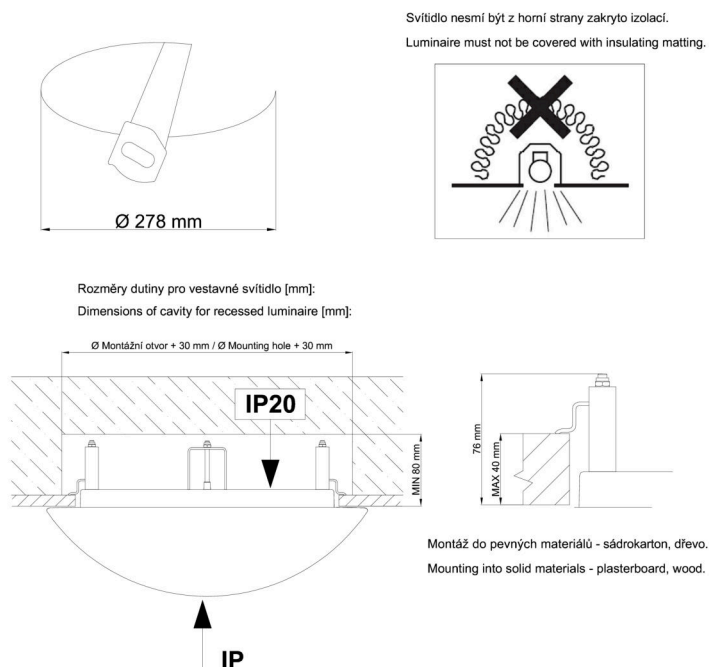 Svítidlo nesmí být z horní strany zakryto izolací.
Luminaire must not be covered with insulating matting.
Ø 278 mm
Rozměry dutiny pro vestavné svítidlo [mm]:
Dimensions of cavity for recessed luminaire [mm]:
Ø Montážní otvor + 30 mm / Ø Mounting hole + 30 mm
IP20
MIN 80 mm
76 mm
MAX 40 mm
Montáž do pevných materiálů - sádrokarton, dřevo.
Mounting into solid materials - plasterboard, wood.
IP